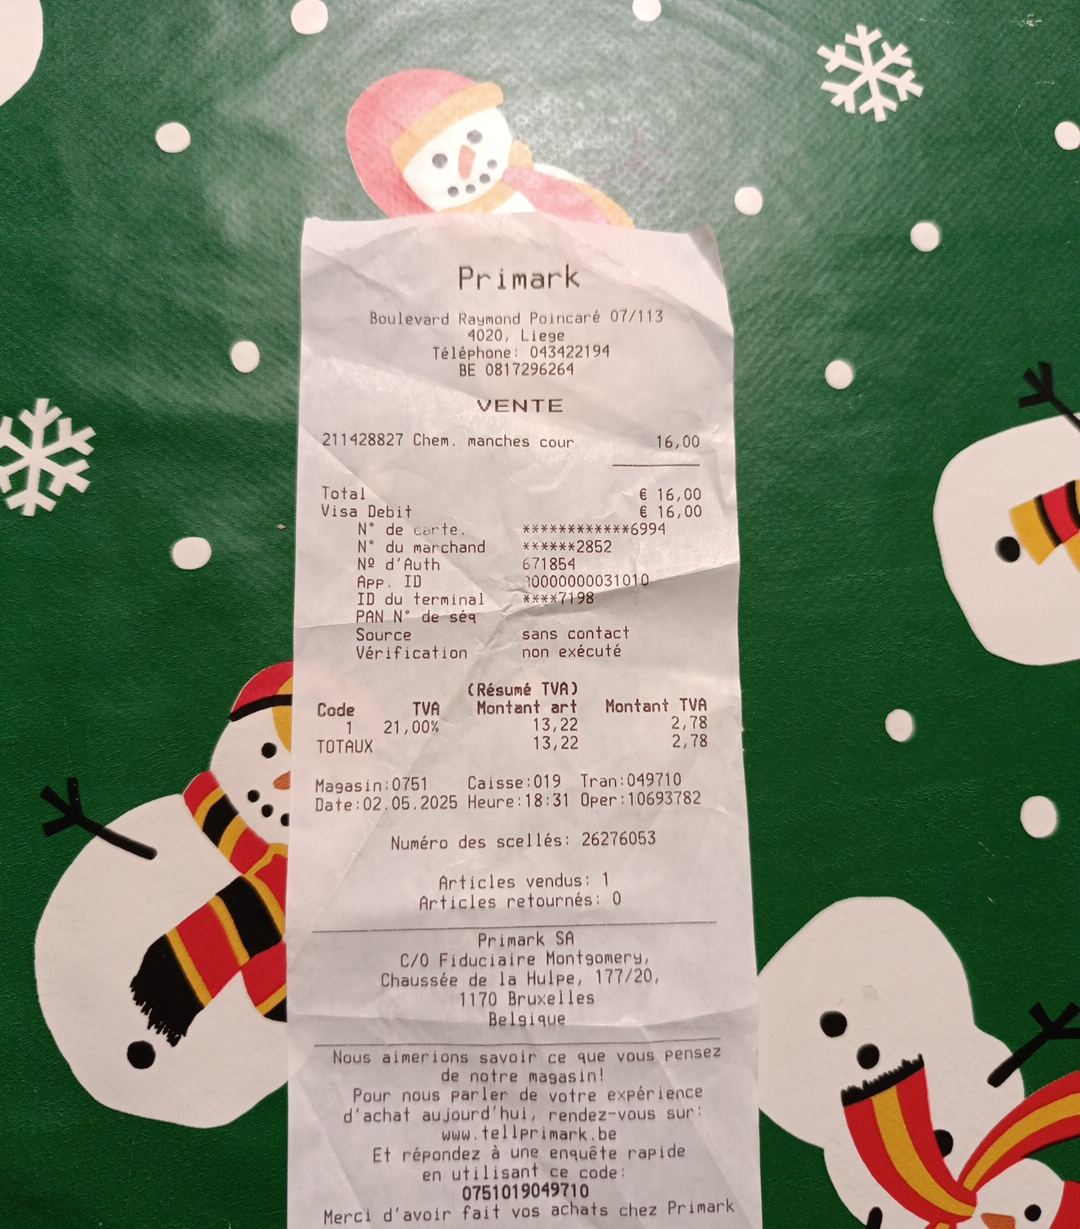 Primark
Boulevard Raymond Poincaré 07/113
4020, Liege
Téléphone: 043422194
BE 0817296264
VENTE
211428827 Chem. manches cour 16,00
Total € 16,00
Visa Debit € 16,00
N° de carte. ************6994
N° du marchand ******2852
Nº d'Auth 671854
App. ID 0000000031010
ID du terminal ****7198
PAN N° de séq
Source sans contact
Vérification non exécuté
(Résumé TVA)
Code TVA Montant art Montant TVA
1 21,00% 13,22 2,78
TOTAUX 13,22 2,78
Magasin:0751 Caisse:019 Tran:049710
Date:02.05.2025 Heure:18:31 Oper:10693782
Numéro des scellés: 26276053
Articles vendus: 1
Articles retournés: 0
Primark SA
C/O Fiduciaire Montgomery,
Chaussée de la Hulpe, 177/20,
1170 Bruxelles
Belgique
Nous aimerions savoir ce que vous pensez
de notre magasin!
Pour nous parler de votre expérience
d'achat aujourd'hui, rendez-vous sur:
www.tellprimark.be
Et répondez à une enquête rapide
en utilisant ce code:
0751019049710
Merci d'avoir fait vos achats chez Primark